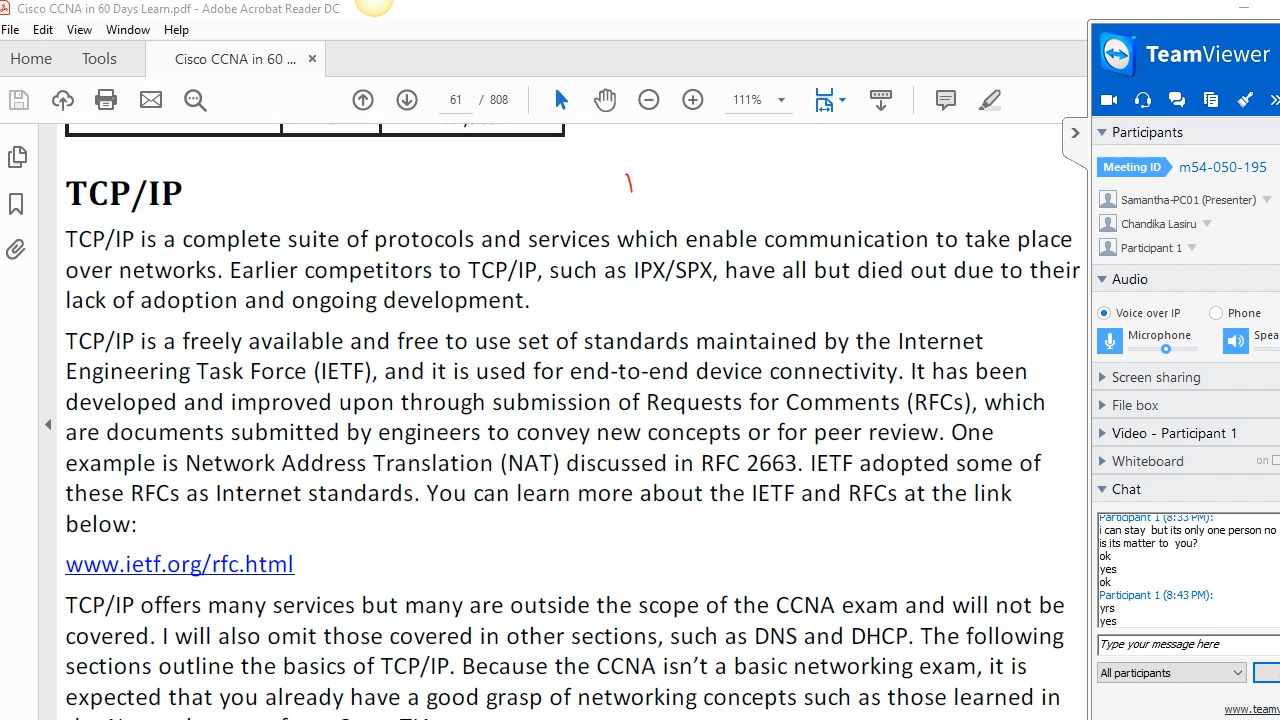 Cisco CCNA in 60 Days Learn.pdf - Adobe Acrobat Reader DC
File Edit View Window Help
Home Tools Cisco CCNA in 60 ... ×
61 / 808 111%
TCP/IP
TCP/IP is a complete suite of protocols and services which enable communication to take place
over networks. Earlier competitors to TCP/IP, such as IPX/SPX, have all but died out due to their
lack of adoption and ongoing development.
TCP/IP is a freely available and free to use set of standards maintained by the Internet
Engineering Task Force (IETF), and it is used for end-to-end device connectivity. It has been
developed and improved upon through submission of Requests for Comments (RFCs), which
are documents submitted by engineers to convey new concepts or for peer review. One
example is Network Address Translation (NAT) discussed in RFC 2663. IETF adopted some of
these RFCs as Internet standards. You can learn more about the IETF and RFCs at the link
below:
www.ietf.org/rfc.html
TCP/IP offers many services but many are outside the scope of the CCNA exam and will not be
covered. I will also omit those covered in other sections, such as DNS and DHCP. The following
sections outline the basics of TCP/IP. Because the CCNA isn't a basic networking exam, it is
expected that you already have a good grasp of networking concepts such as those learned in
TeamViewer
Participants
Meeting ID m54-050-195
Samantha-PC01 (Presenter)
Chandika Lasiru
Participant 1
Audio
Voice over IP Phone
Microphone Spea
Screen sharing
File box
Video - Participant 1
Whiteboard on
Chat
Participant 1 (8:33 PM):
i can stay but its only one person no
is its matter to you?
ok
yes
ok
Participant 1 (8:43 PM):
yrs
yes
Type your message here
All participants
www.teamv